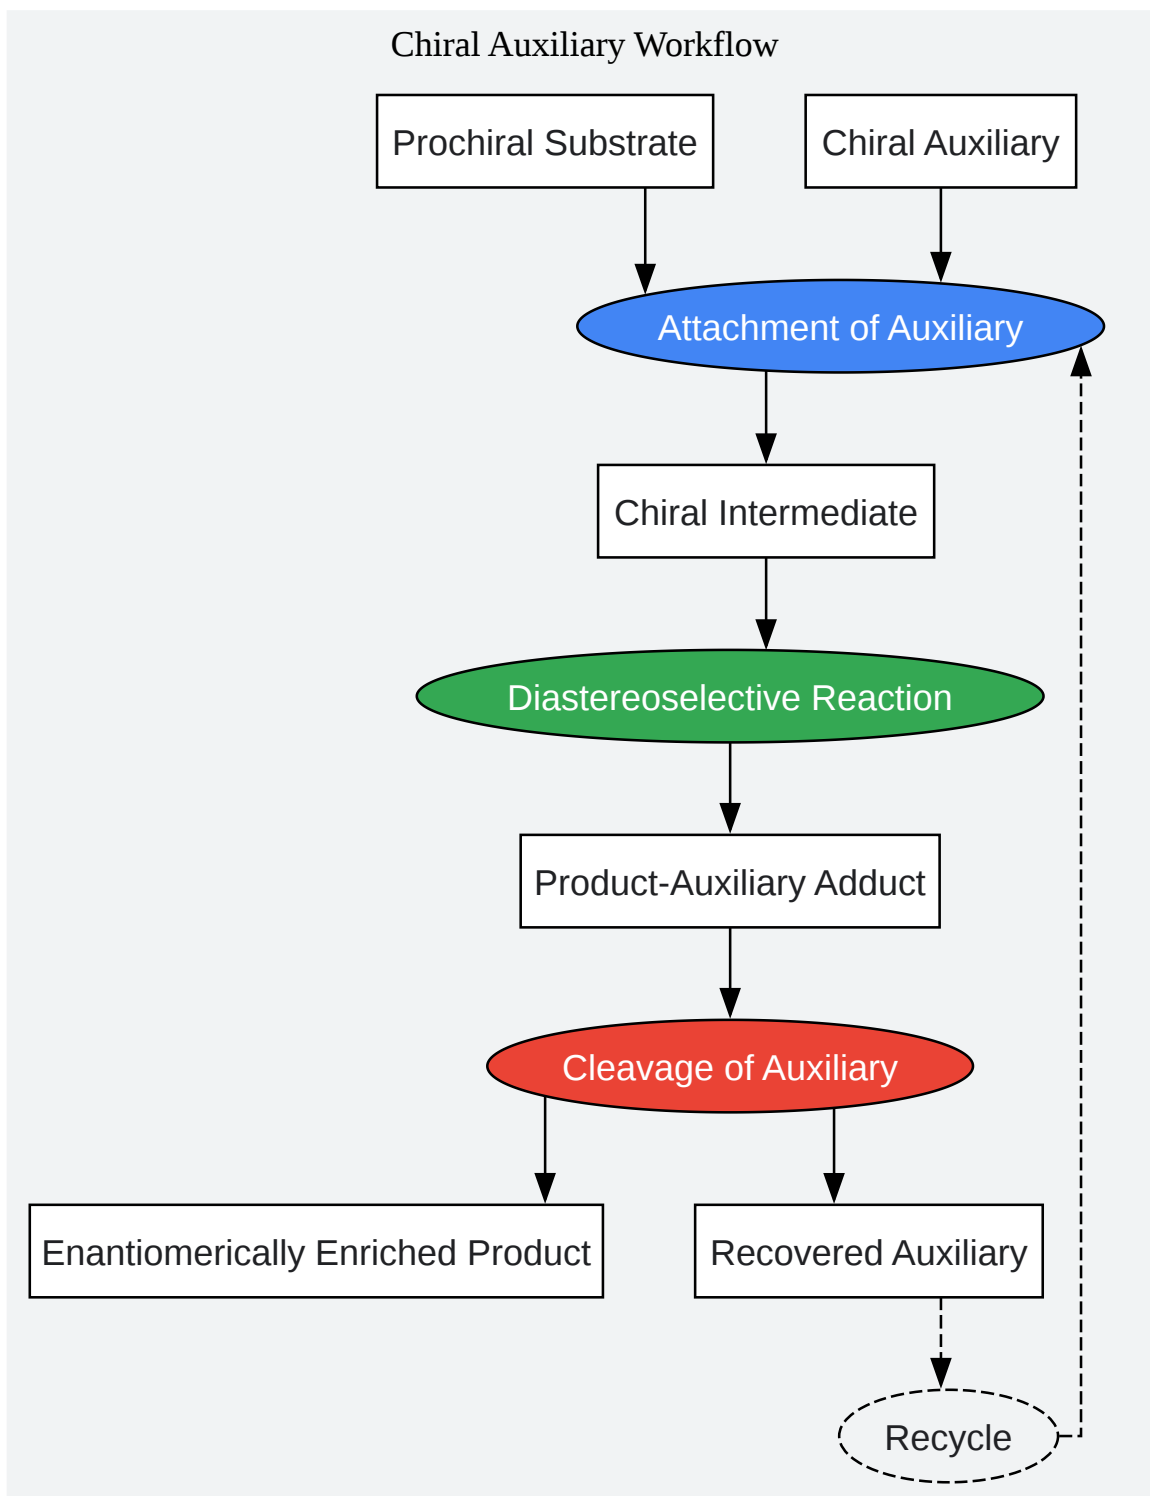 Chiral Auxiliary Workflow
Prochiral Substrate
Chiral Auxiliary
Attachment of Auxiliary
Chiral Intermediate
Diastereoselective Reaction
Product-Auxiliary Adduct
Cleavage of Auxiliary
Enantiomerically Enriched Product
Recovered Auxiliary
Recycle